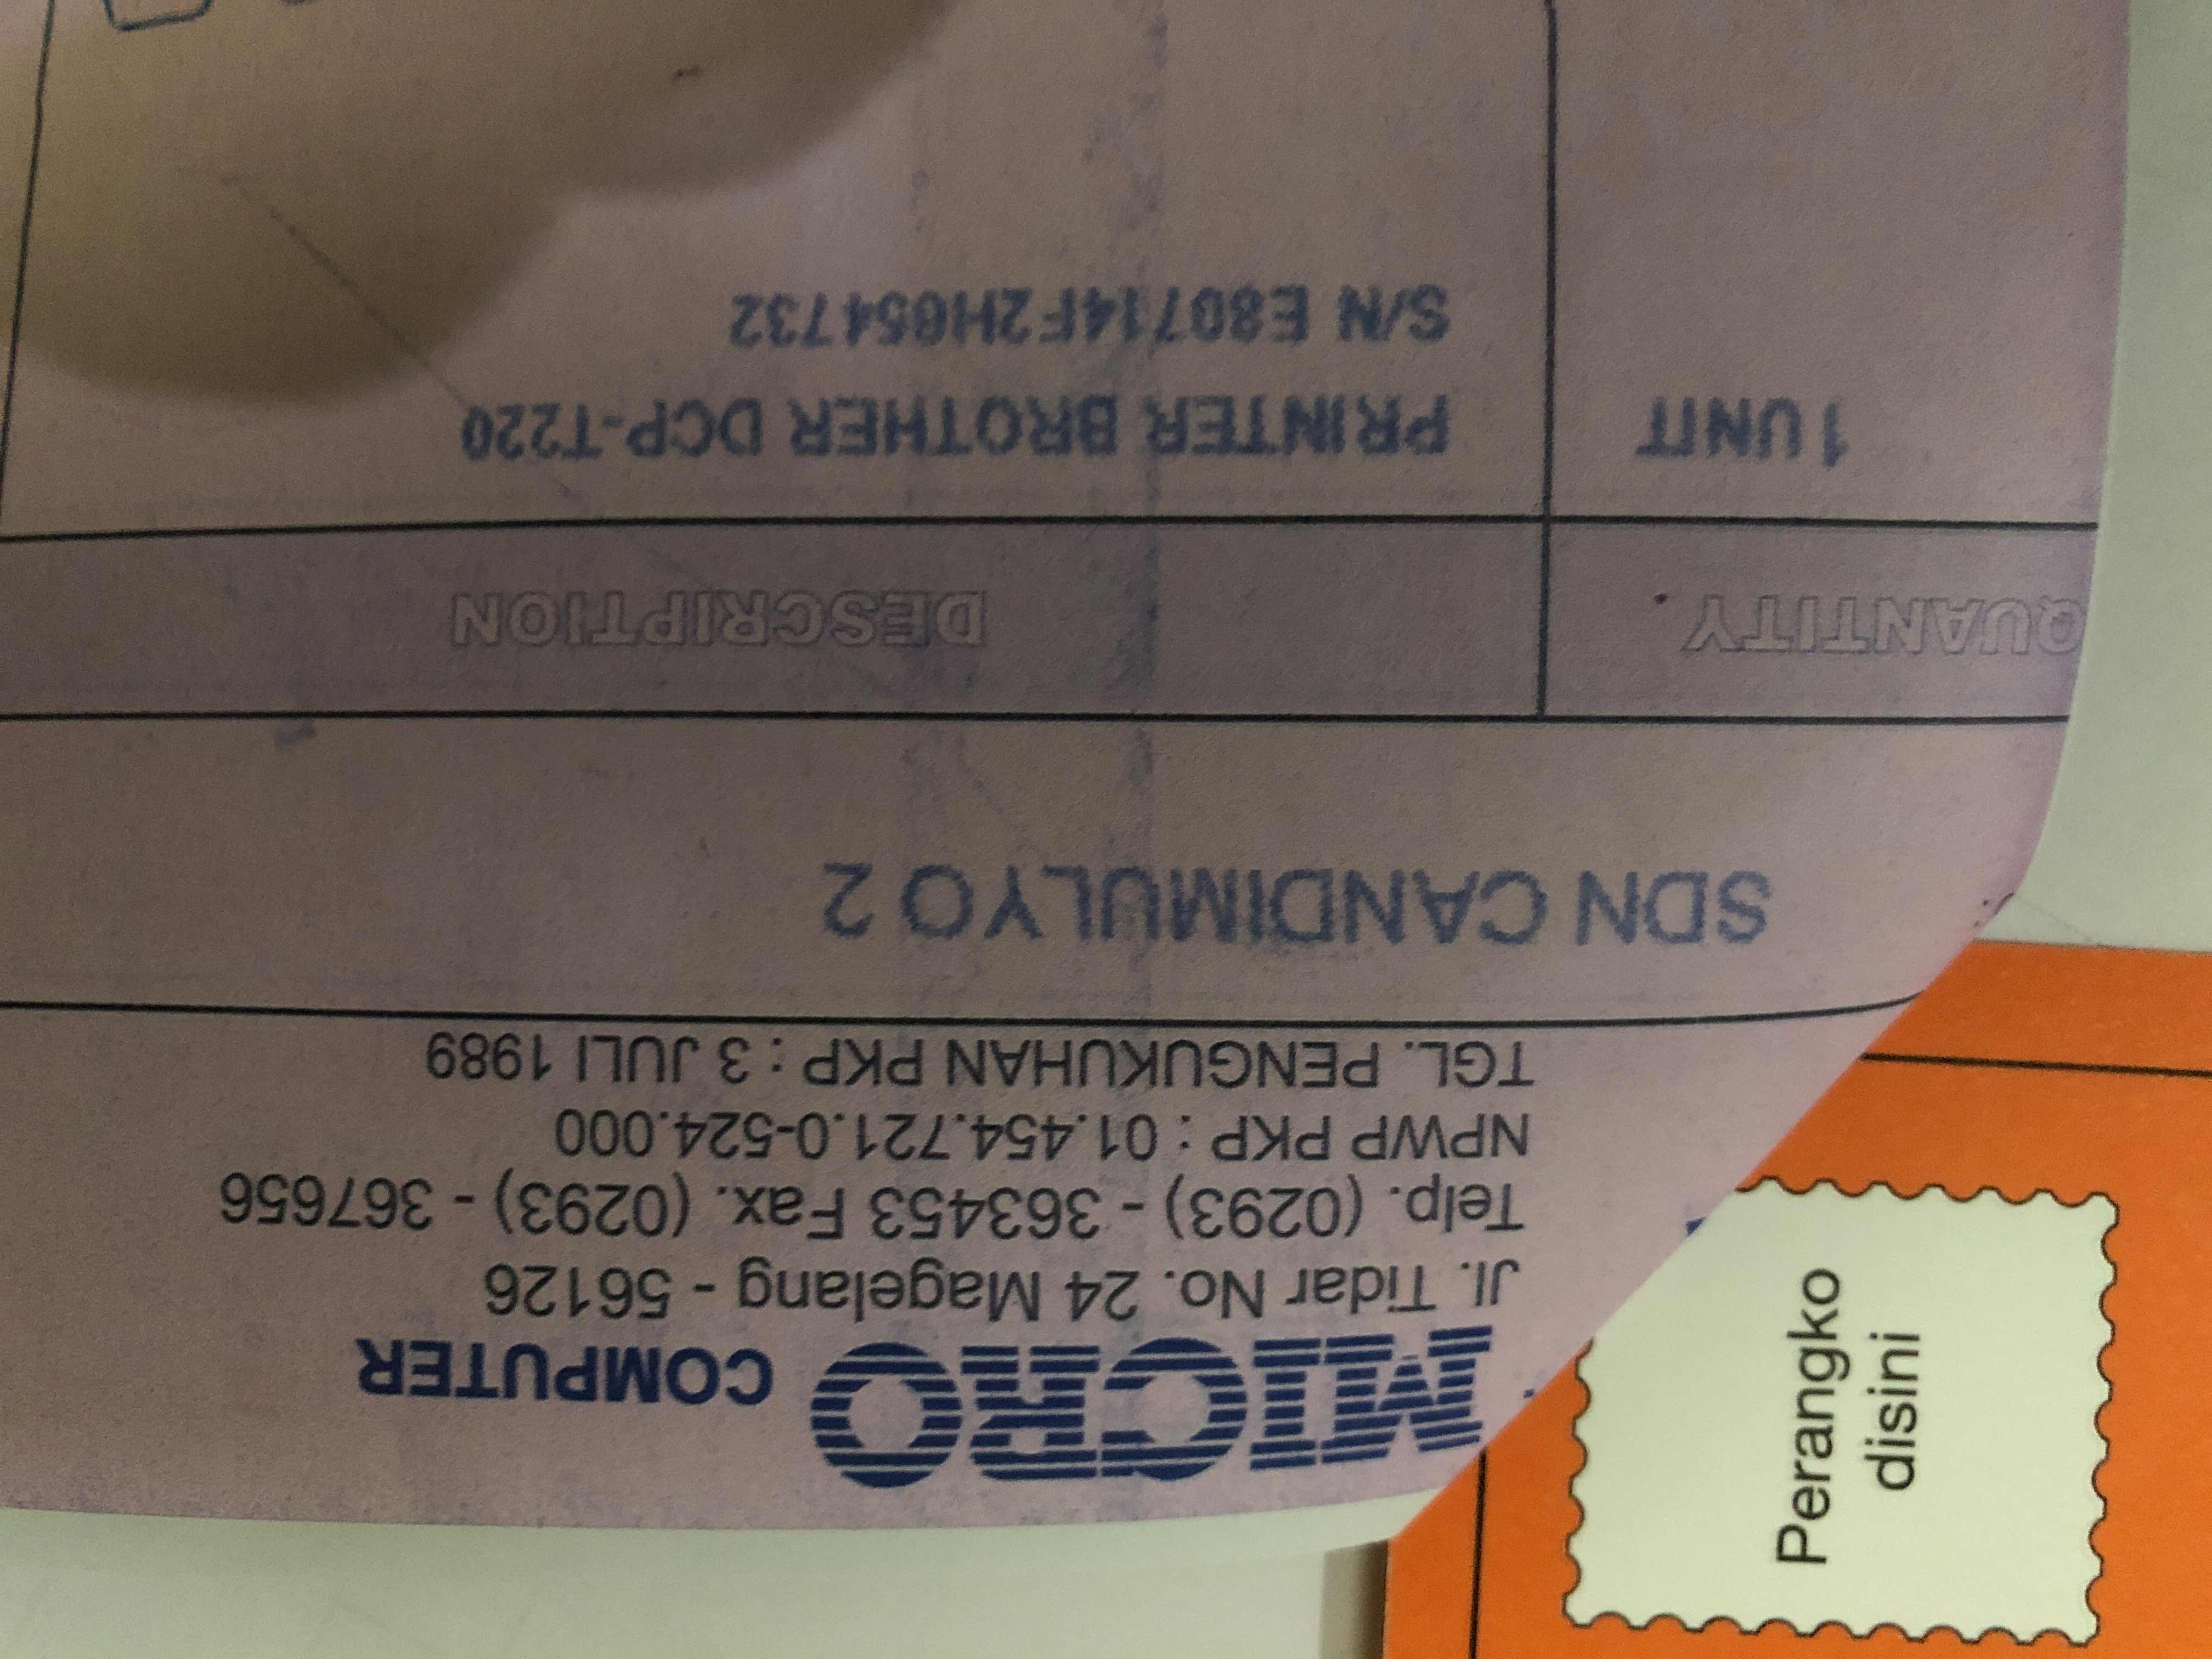 MICRO COMPUTER
Jl. Tidar No. 24 Magelang - 56126
Telp. (0293) - 363453 Fax. (0293) - 367656
NPWP PKP : 01.454.721.0-524.000
TGL. PENGUKUHAN PKP : 3 JULI 1989
SDN CANDIMULYO 2
QUANTITY DESCRIPTION
1 UNIT PRINTER BROTHER DCP-T220
S/N E80714F2H654732
Perangko
disini